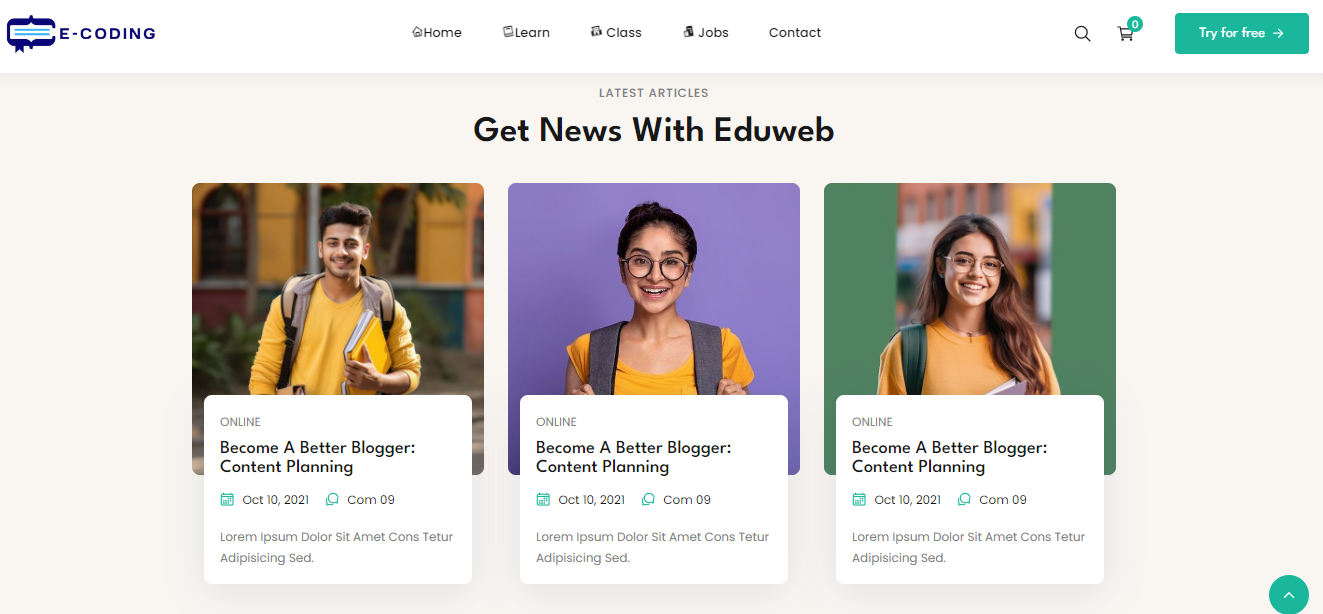 E-CODING
Home
Learn
Class
Jobs
Contact
0
Try for free
LATEST ARTICLES
Get News With Eduweb
ONLINE
Become A Better Blogger:
Content Planning
Oct 10, 2021 Com 09
Lorem Ipsum Dolor Sit Amet Cons Tetur
Adipisicing Sed.
ONLINE
Become A Better Blogger:
Content Planning
Oct 10, 2021 Com 09
Lorem Ipsum Dolor Sit Amet Cons Tetur
Adipisicing Sed.
ONLINE
Become A Better Blogger:
Content Planning
Oct 10, 2021 Com 09
Lorem Ipsum Dolor Sit Amet Cons Tetur
Adipisicing Sed.